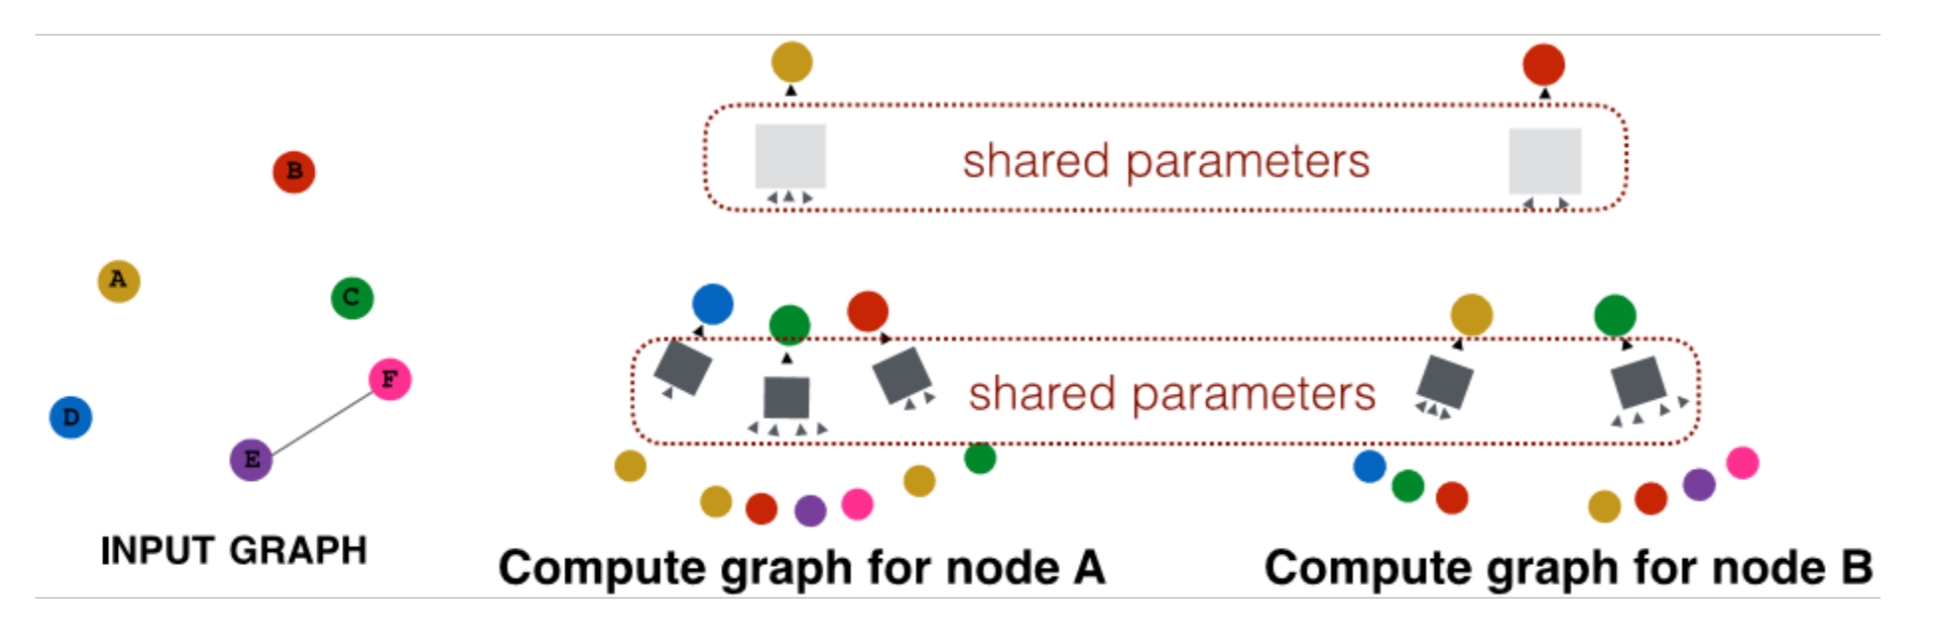 B
A
C
F
D
E
INPUT GRAPH
shared parameters
shared parameters
Compute graph for node A
Compute graph for node B